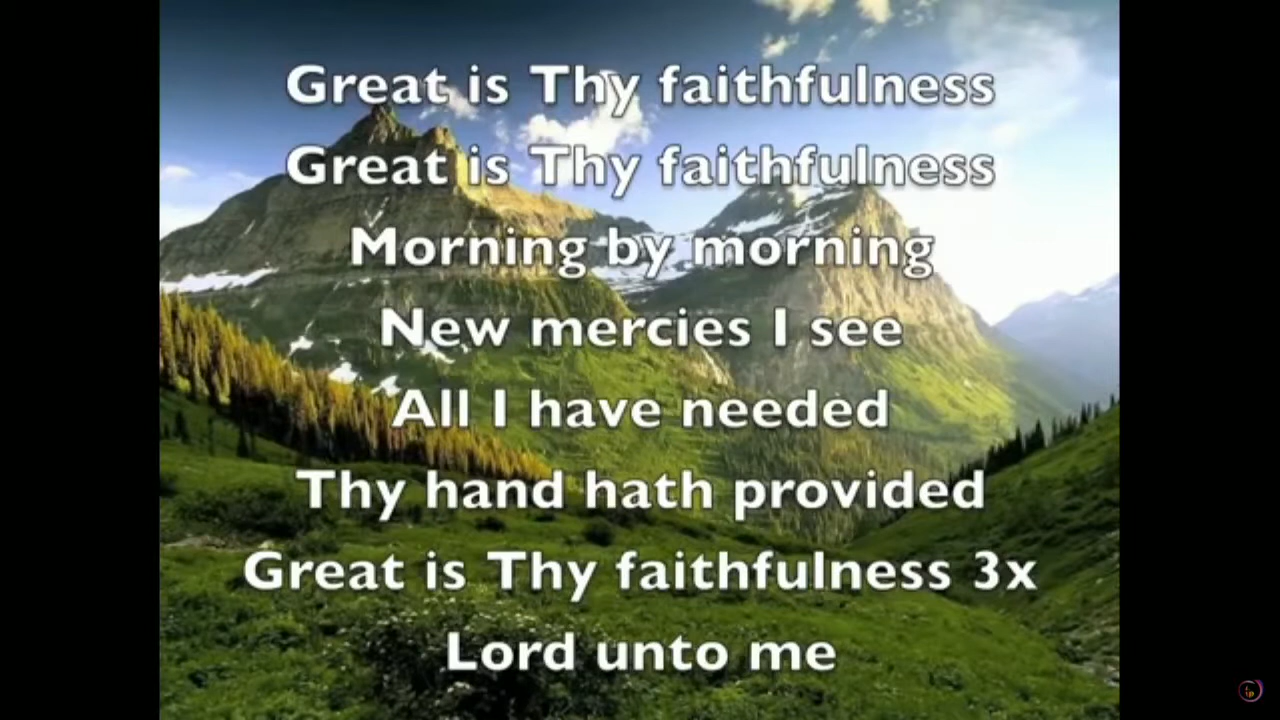 Great is Thy faithfulness
Great is Thy faithfulness
Morning by morning
New mercies I see
All I have needed
Thy hand hath provided
Great is Thy faithfulness 3x
Lord unto me